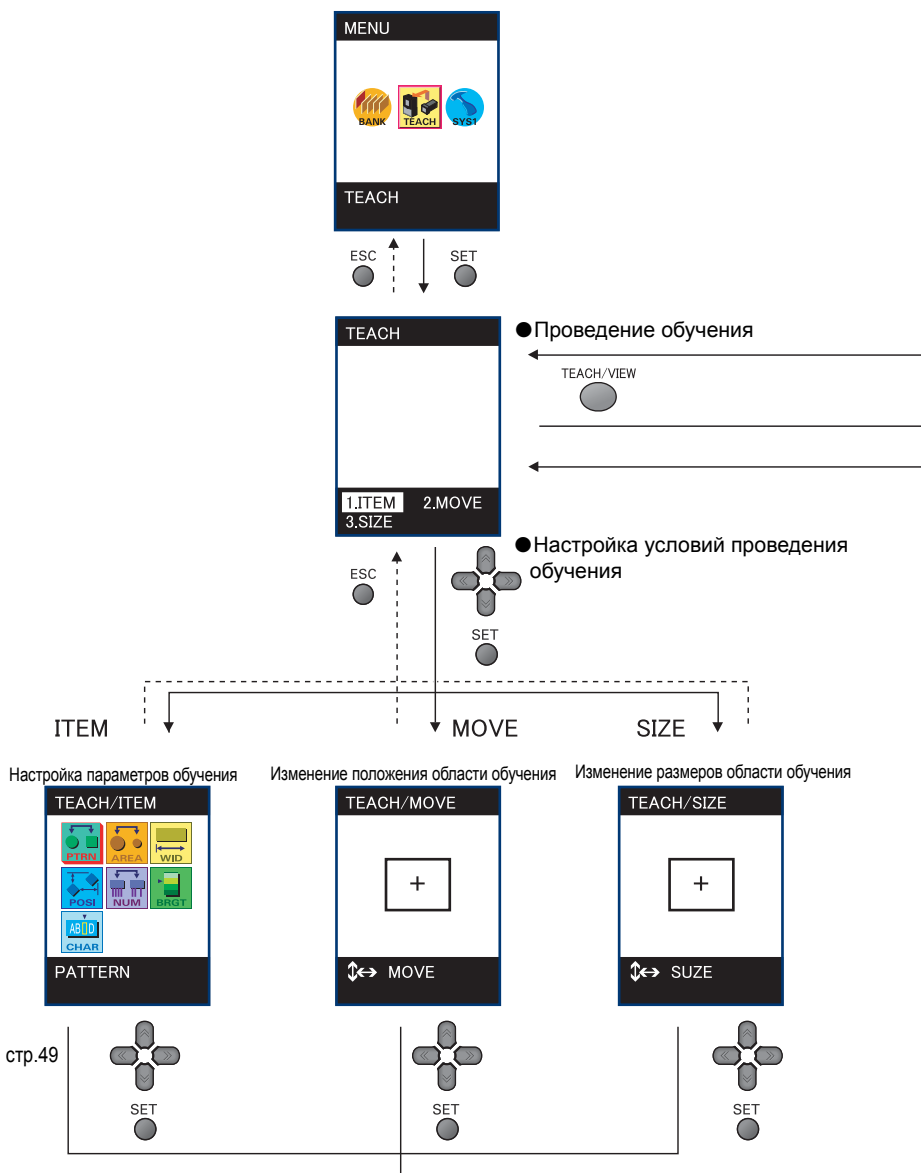 MENU
BANK TEACH SYS1
TEACH
ESC SET
TEACH
●Проведение обучения
TEACH/VIEW
1.ITEM 2.MOVE
3.SIZE
●Настройка условий проведения
обучения
ESC
SET
ITEM MOVE SIZE
Настройка параметров обучения Изменение положения области обучения Изменение размеров области обучения
TEACH/ITEM TEACH/MOVE TEACH/SIZE
PTRN AREA WID
POSI NUM BRGT
CHAR
PATTERN MOVE SUZE
стр.49
SET SET SET